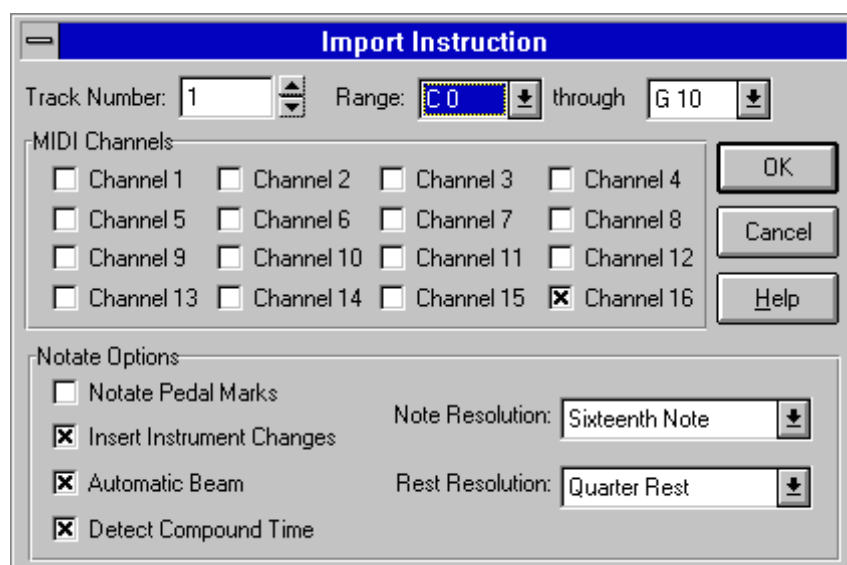 Import Instruction
Track Number: 1 Range: C 0 through G 10
MIDI Channels
Channel 1 Channel 2 Channel 3 Channel 4
Channel 5 Channel 6 Channel 7 Channel 8
Channel 9 Channel 10 Channel 11 Channel 12
Channel 13 Channel 14 Channel 15 Channel 16
OK
Cancel
Help
Notate Options
Notate Pedal Marks
Insert Instrument Changes
Automatic Beam
Detect Compound Time
Note Resolution: Sixteenth Note
Rest Resolution: Quarter Rest